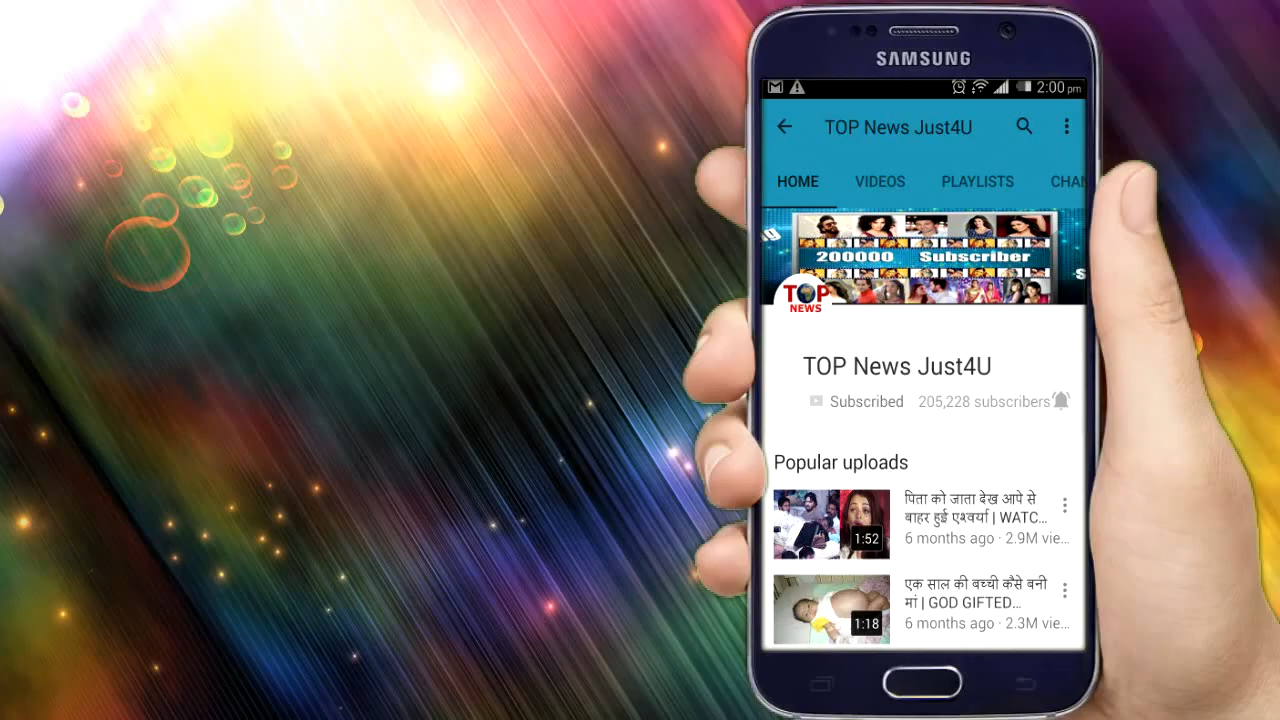 SAMSUNG
2:00 pm
TOP News Just4U
HOME VIDEOS PLAYLISTS CHAN
200000 Subscriber
TOP
NEWS
TOP News Just4U
Subscribed 205,228 subscribers
Popular uploads
पिता को जाता देख आपे से
बाहर हुई एश्वर्या | WATC...
6 months ago · 2.9M vie...
1:52
एक साल की बच्ची कैसे बनी
मां | GOD GIFTED...
6 months ago · 2.3M vie...
1:18